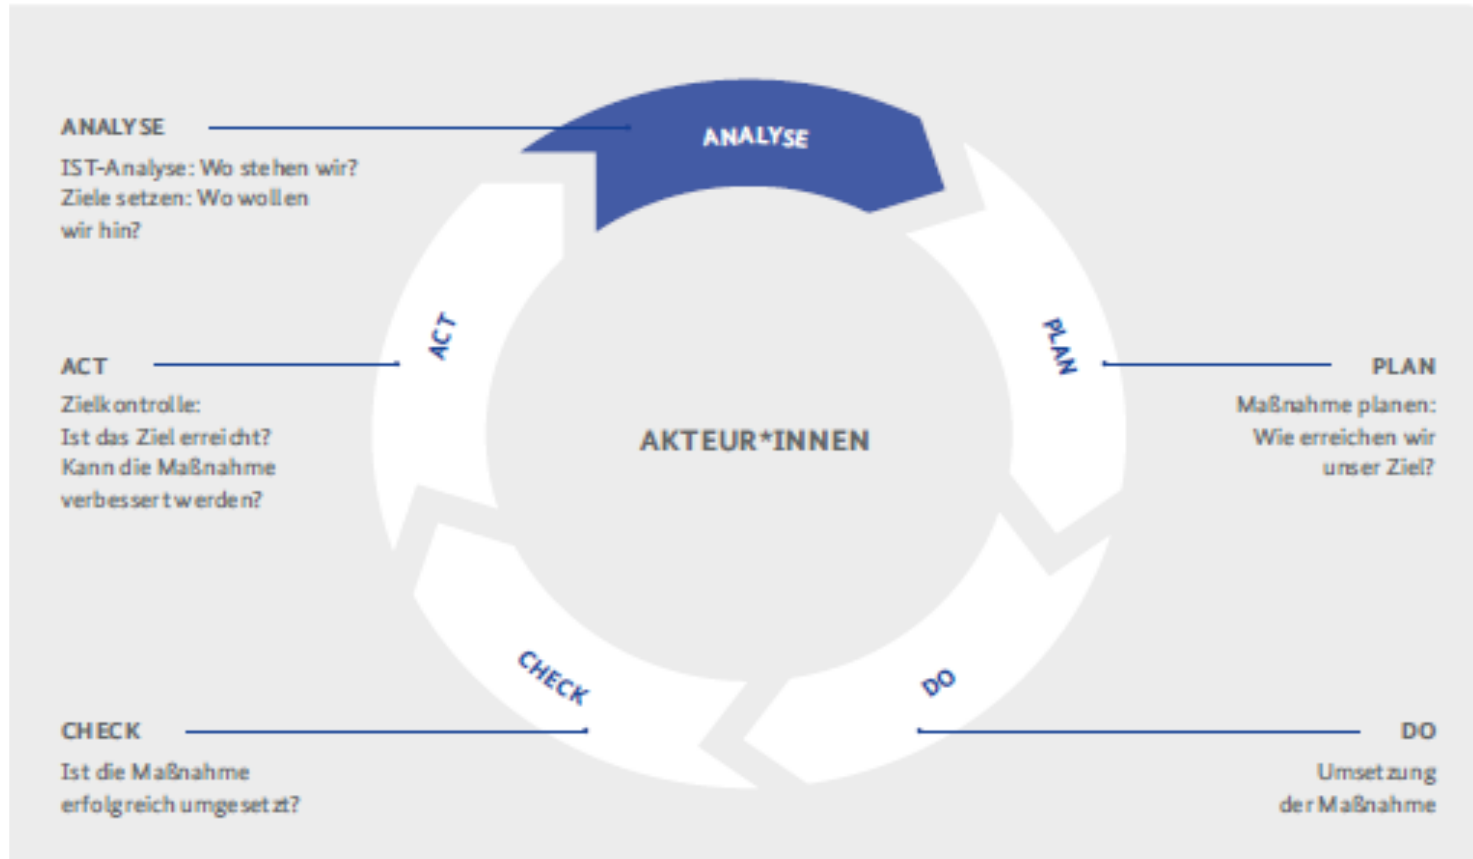 ANALYSE
IST-Analyse: Wo stehen wir?
Ziele setzen: Wo wollen
wir hin?
ANALYSE
ACT
Zielkontrolle:
Ist das Ziel erreicht?
Kann die Maßnahme
verbessert werden?
ACT
AKTEUR*INNEN
PLAN
PLAN
Maßnahme planen:
Wie erreichen wir
unser Ziel?
CHECK
Ist die Maßnahme
erfolgreich umgesetzt?
CHECK
DO
DO
Umsetzung
der Maßnahme